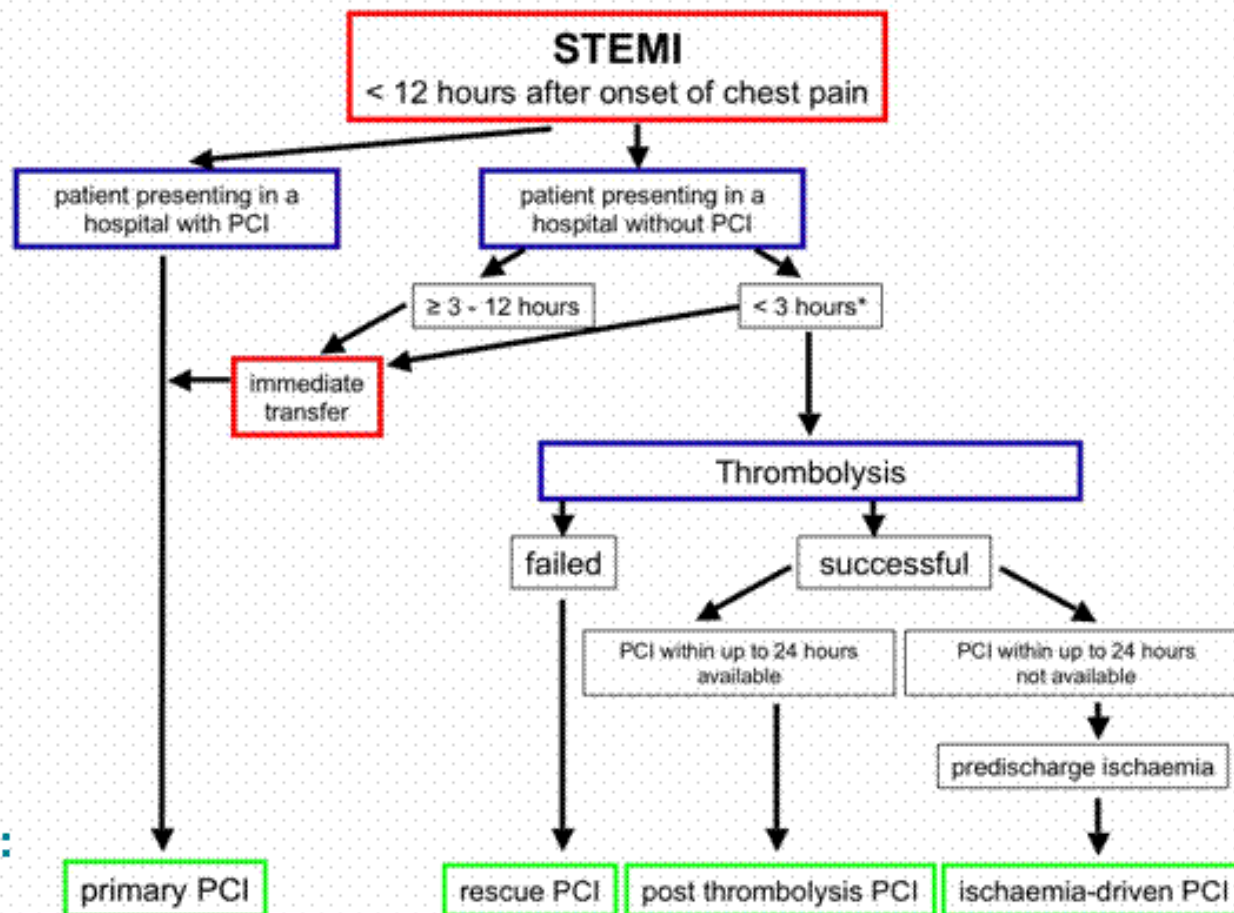 STEMI
< 12 hours after onset of chest pain
patient presenting in a
hospital with PCI
patient presenting in a
hospital without PCI
≥ 3 - 12 hours
< 3 hours*
immediate
transfer
Thrombolysis
failed
successful
PCI within up to 24 hours
available
PCI within up to 24 hours
not available
predischarge ischaemia
:
primary PCI
rescue PCI
post thrombolysis PCI
ischaemia-driven PCI